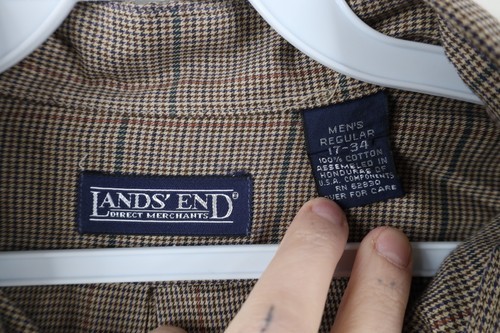 LANDS' END®
DIRECT MERCHANTS
MEN'S
REGULAR
17-34
100% COTTON
ASSEMBLED IN
HONDURAS OF
U.S.A. COMPONENTS
RN 62830
OVER FOR CARE